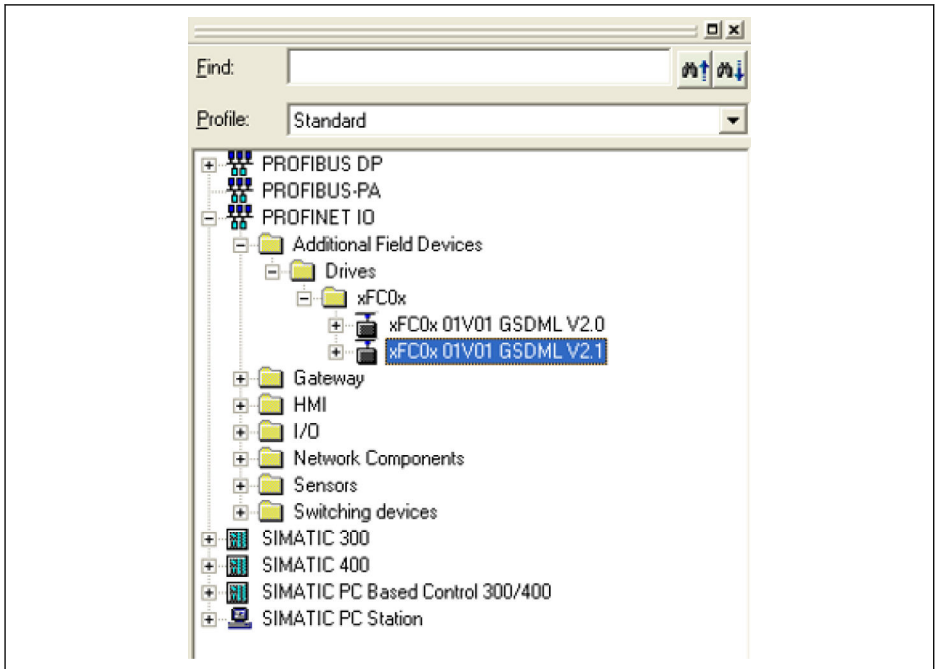 Find:
Profile:
Standard
PROFIBUS DP
PROFIBUS-PA
PROFINET IO
Additional Field Devices
Drives
xFC0x
xFC0x 01V01 GSDML V2.0
xFC0x 01V01 GSDML V2.1
Gateway
HMI
I/O
Network Components
Sensors
Switching devices
SIMATIC 300
SIMATIC 400
SIMATIC PC Based Control 300/400
SIMATIC PC Station